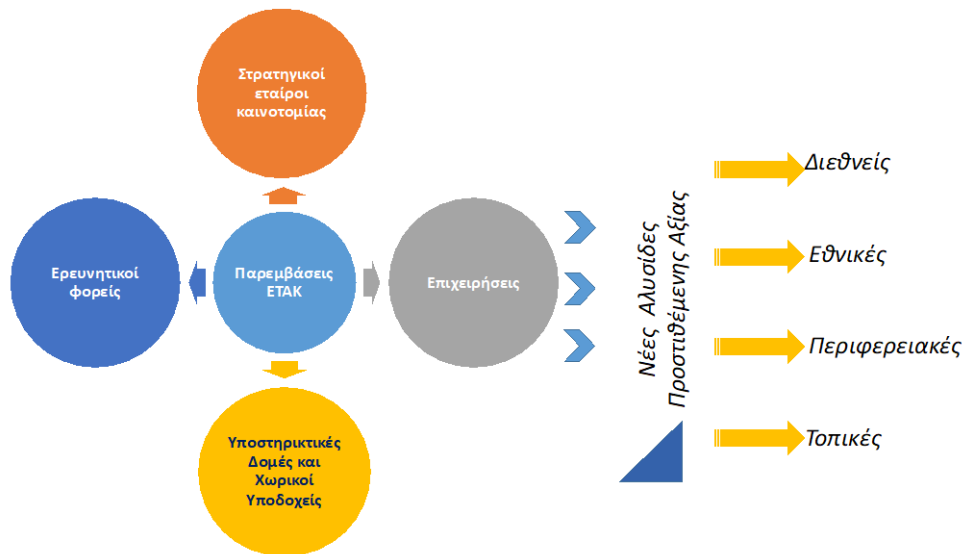 Στρατηγικοί
εταίροι
καινοτομίας
Ερευνητικοί
φορείς
Παρεμβάσεις
ΕΤΑΚ
Επιχειρήσεις
Υποστηρικτικές
Δομές και
Χωρικοί
Υποδοχείς
Νέες Αλυσίδες
Προστιθέμενης Αξίας
Διεθνείς
Εθνικές
Περιφερειακές
Τοπικές